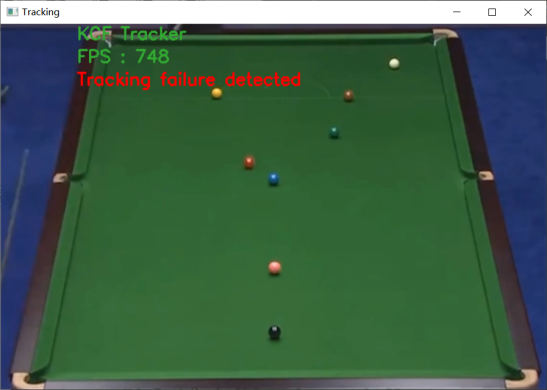 Tracking
KCF Tracker
FPS : 748
Tracking failure detected